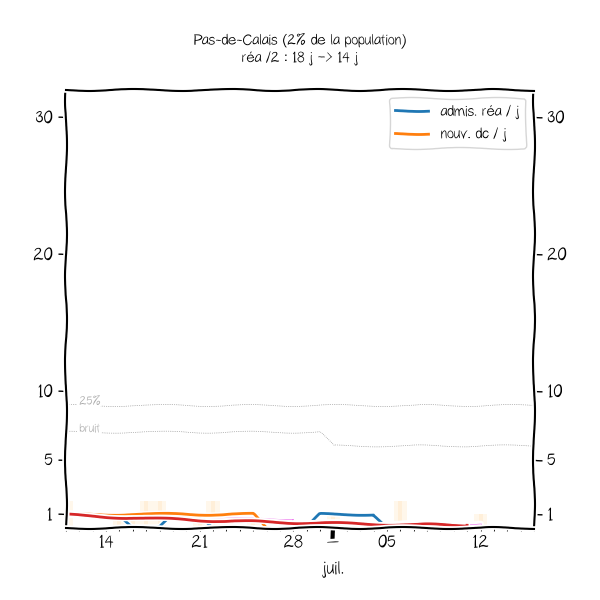 Pas-de-Calais (2% de la population)
réa /2 : 18 j -> 14 j
admis. réa / j
nouv. dc / j
30
30
20
20
10
10
25%
bruit
5
5
1
1
14
21
28
05
12
juil.